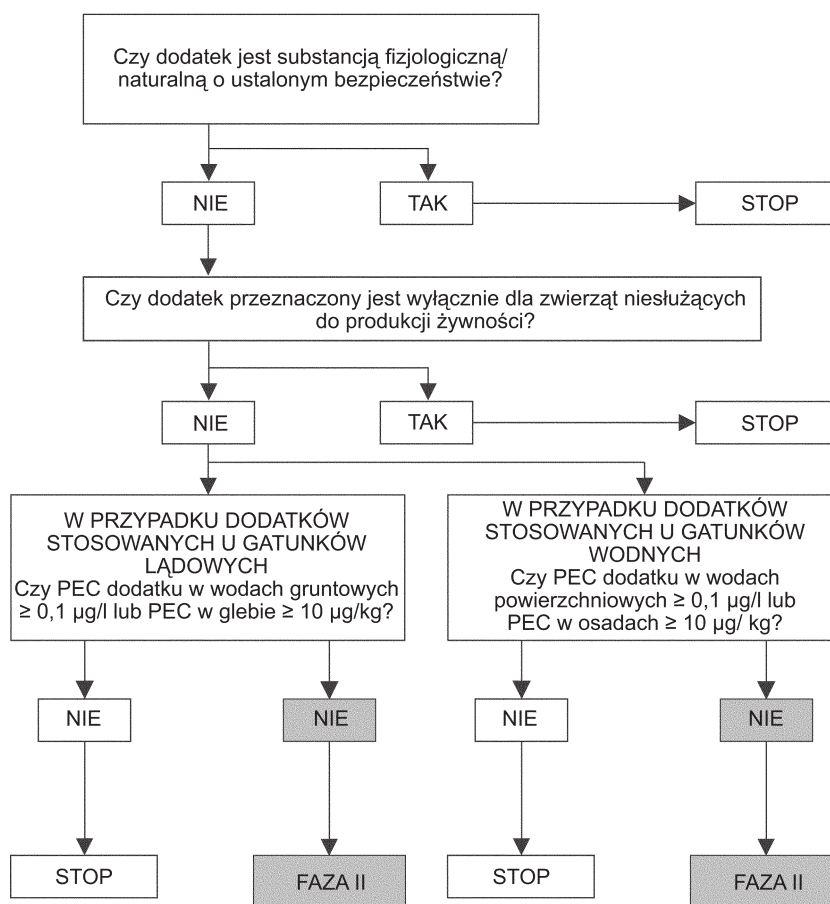 Czy dodatek jest substancją fizjologiczną/
naturalną o ustalonym bezpieczeństwie?
NIE
TAK
STOP
Czy dodatek przeznaczony jest wyłącznie dla zwierząt niesłużących
do produkcji żywności?
NIE
TAK
STOP
W PRZYPADKU DODATKÓW
STOSOWANYCH U GATUNKÓW
LĄDOWYCH
Czy PEC dodatku w wodach gruntowych
≥ 0,1 µg/l lub PEC w glebie ≥ 10 µg/kg?
W PRZYPADKU DODATKÓW
STOSOWANYCH U GATUNKÓW
WODNYCH
Czy PEC dodatku w wodach
powierzchniowych ≥ 0,1 µg/l lub
PEC w osadach ≥ 10 µg/ kg?
NIE
NIE
NIE
NIE
STOP
FAZA II
STOP
FAZA II